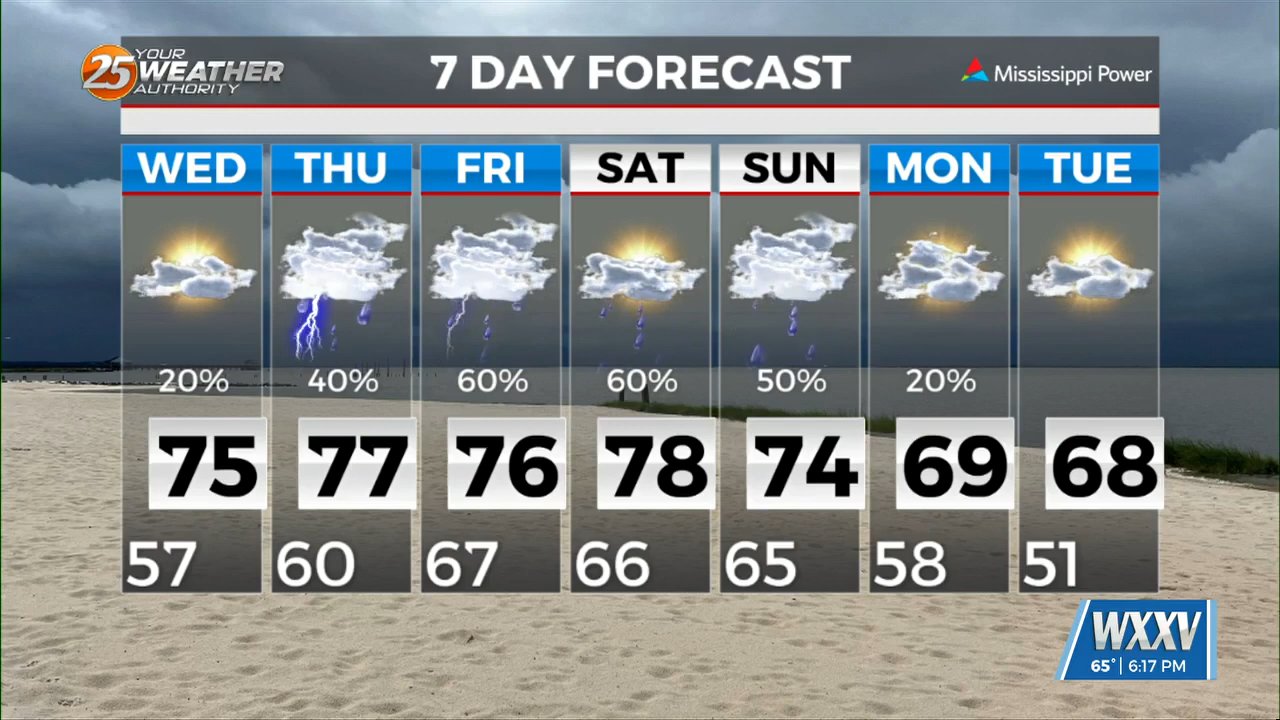 25 YOUR WEATHER AUTHORITY
7 DAY FORECAST
Mississippi Power
WED THU FRI SAT SUN MON TUE
20% 40% 60% 60% 50% 20%
75 77 76 78 74 69 68
57 60 67 66 65 58 51
WXXV
65° | 6:17 PM